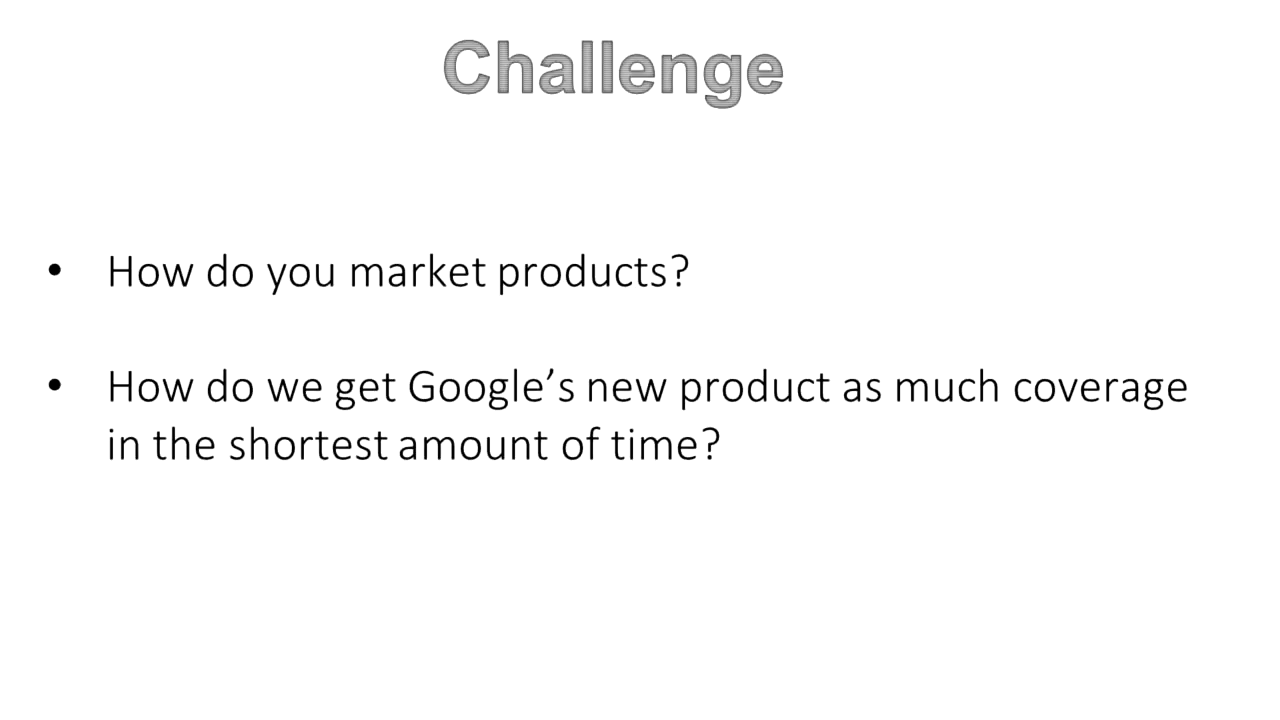 Challenge
• How do you market products?
• How do we get Google’s new product as much coverage
in the shortest amount of time?